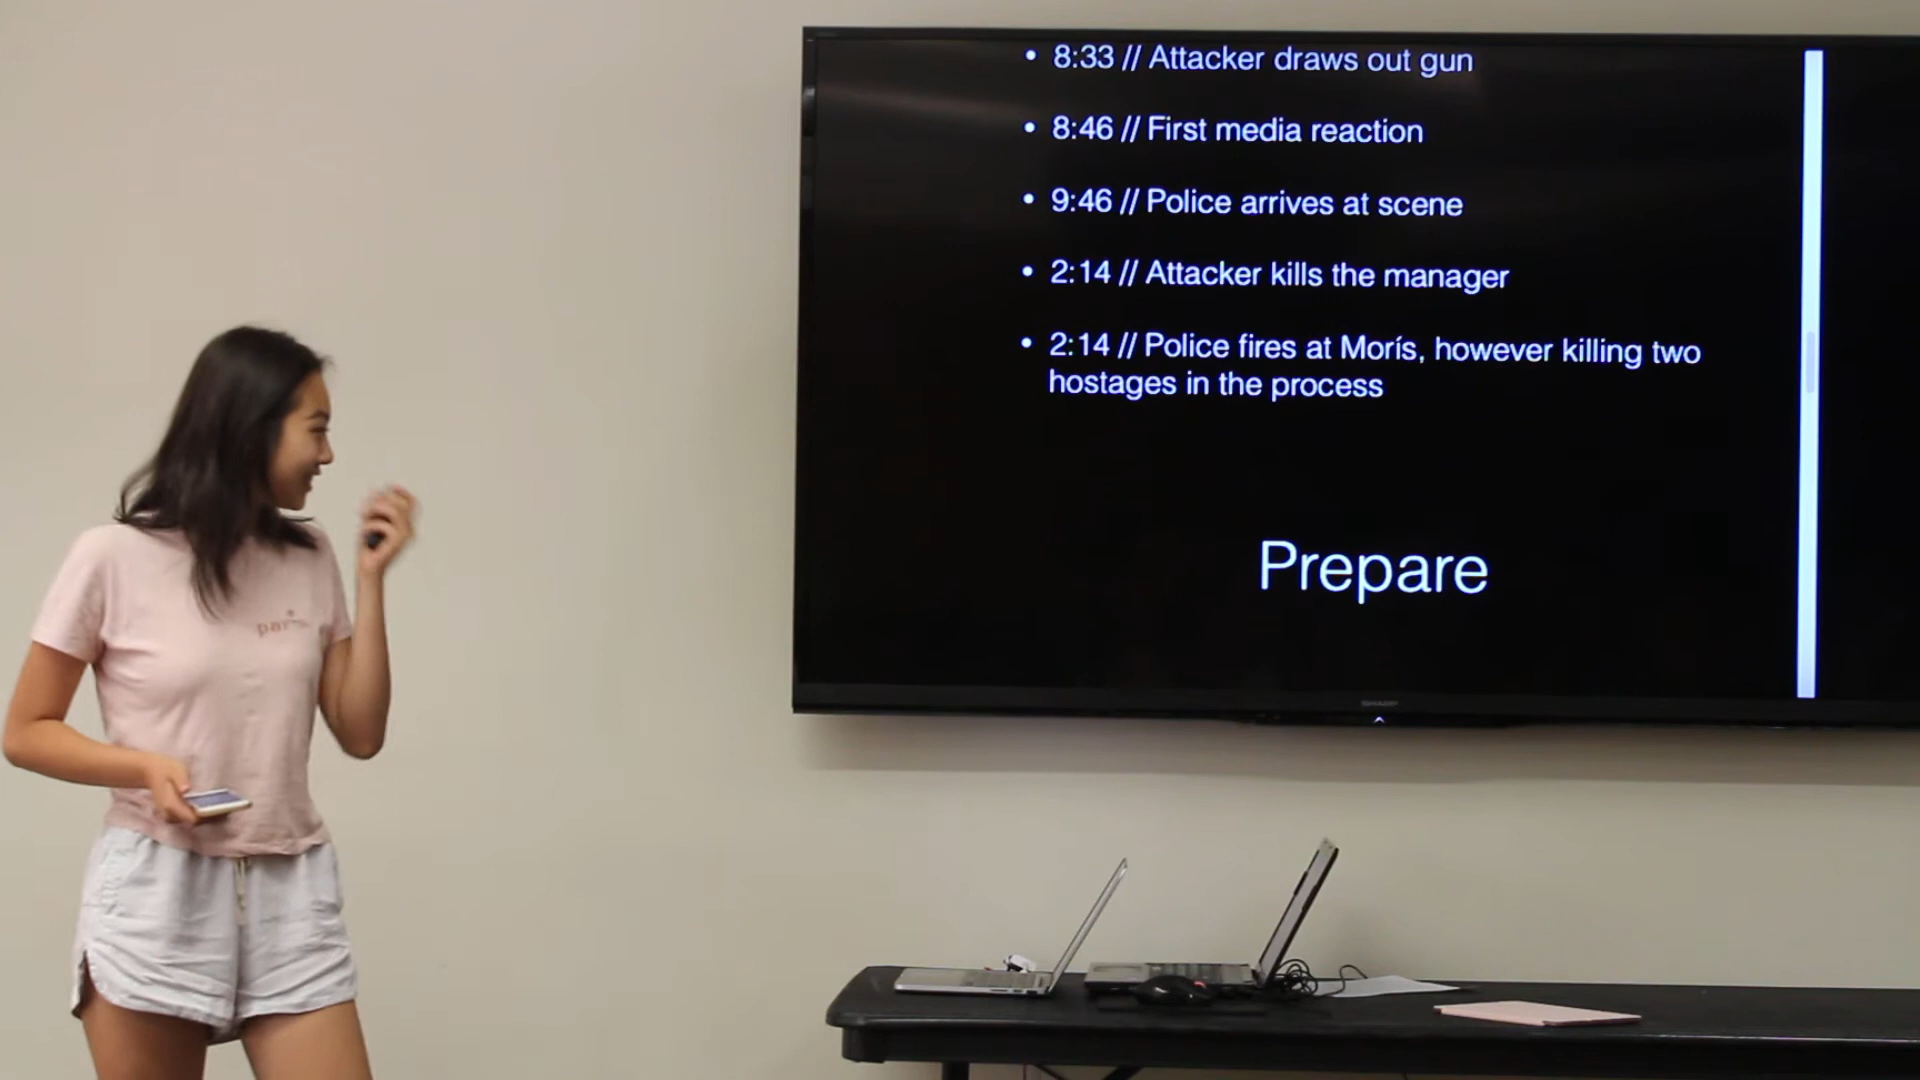 • 8:33 // Attacker draws out gun
• 8:46 // First media reaction
• 9:46 // Police arrives at scene
• 2:14 // Attacker kills the manager
• 2:14 // Police fires at Morís, however killing two
hostages in the process
Prepare
SHARP